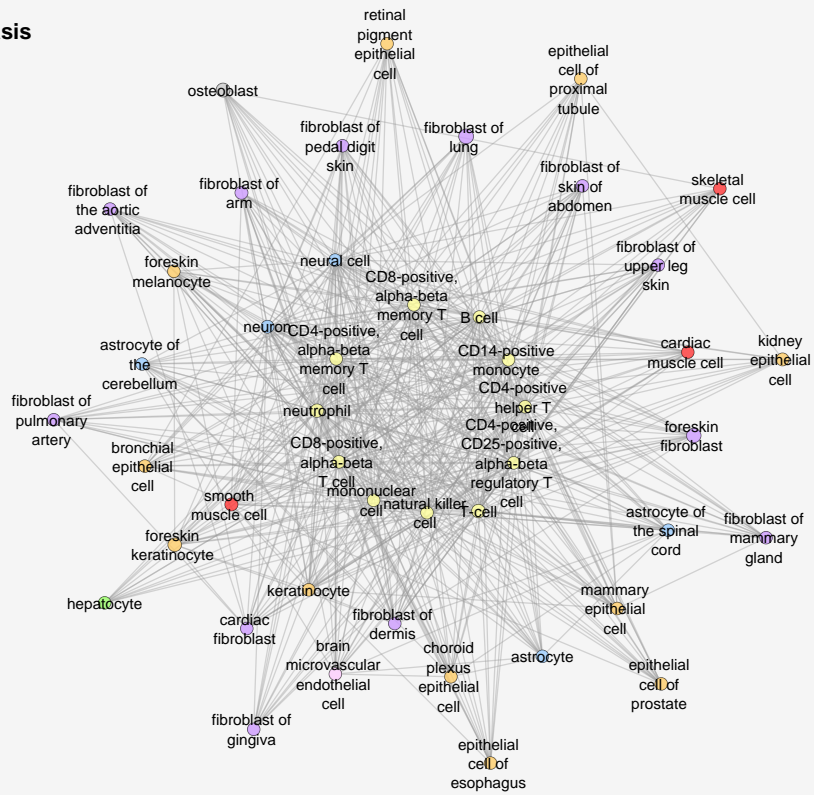 sis
retinal
pigment
epithelial
cell
epithelial
cell of
proximal
tubule
osteoblast
fibroblast of
pedal digit
skin
fibroblast of
lung
fibroblast of
skin of
abdomen
skeletal
muscle cell
fibroblast of
arm
fibroblast of
the aortic
adventitia
foreskin
melanocyte
neural cell
fibroblast of
upper leg
skin
CD8-positive,
alpha-beta
memory T
cell
B cell
neuron
CD4-positive,
alpha-beta
memory T
cell
CD14-positive
monocyte
cardiac
muscle cell
kidney
epithelial
cell
astrocyte of
the
cerebellum
CD4-positive
helper T
cell
neutrophil
fibroblast of
pulmonary
artery
CD4-positive,
CD25-positive,
alpha-beta
regulatory T
cell
foreskin
fibroblast
bronchial
epithelial
cell
CD8-positive,
alpha-beta
T cell
mononuclear
cell
natural killer
cell
T-cell
smooth
muscle cell
astrocyte of
the spinal
cord
fibroblast of
mammary
gland
foreskin
keratinocyte
hepatocyte
keratinocyte
mammary
epithelial
cell
cardiac
fibroblast
fibroblast of
dermis
brain
microvascular
endothelial
cell
choroid
plexus
epithelial
cell
astrocyte
epithelial
cell of
prostate
fibroblast of
gingiva
epithelial
cell of
esophagus